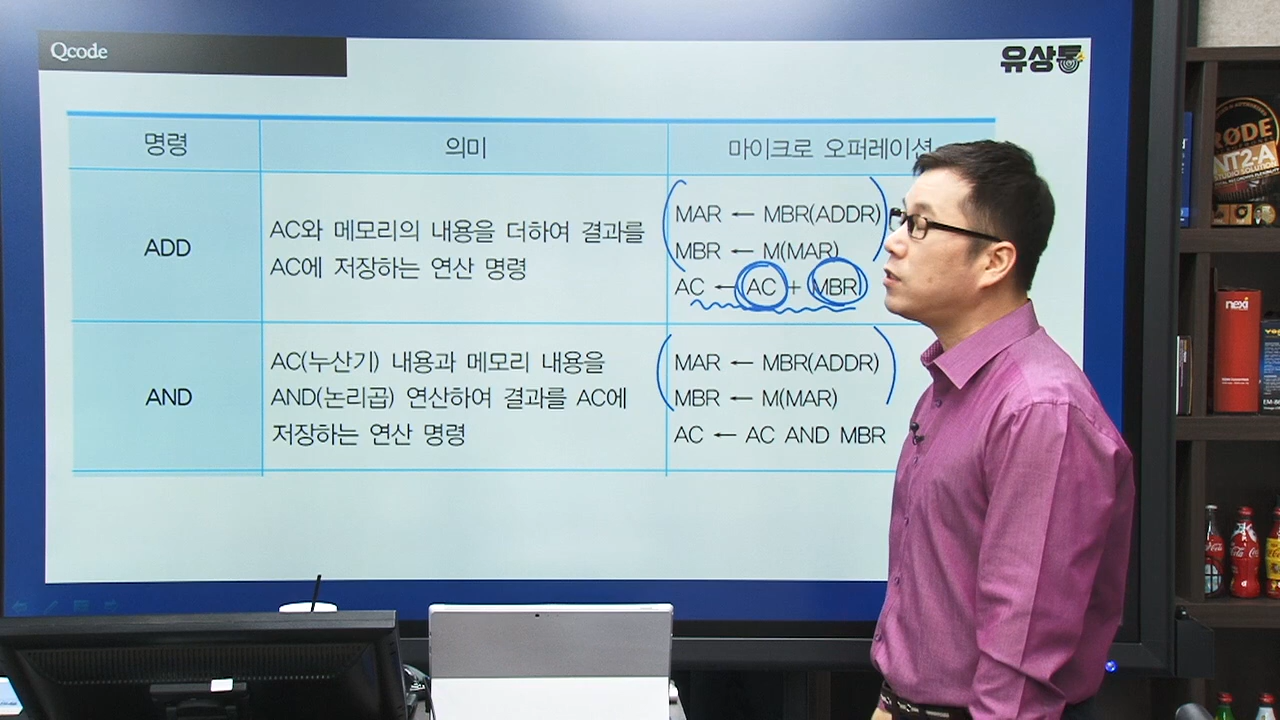 Qcode
유상통
명령
의미
마이크로 오퍼레이션
ADD
AC와 메모리의 내용을 더하여 결과를
AC에 저장하는 연산 명령
MAR ← MBR(ADDR)
MBR ← M(MAR)
AC ← AC + MBR
AND
AC(누산기) 내용과 메모리 내용을
AND(논리곱) 연산하여 결과를 AC에
저장하는 연산 명령
MAR ← MBR(ADDR)
MBR ← M(MAR)
AC ← AC AND MBR
RØDE
NT2-A
nexi